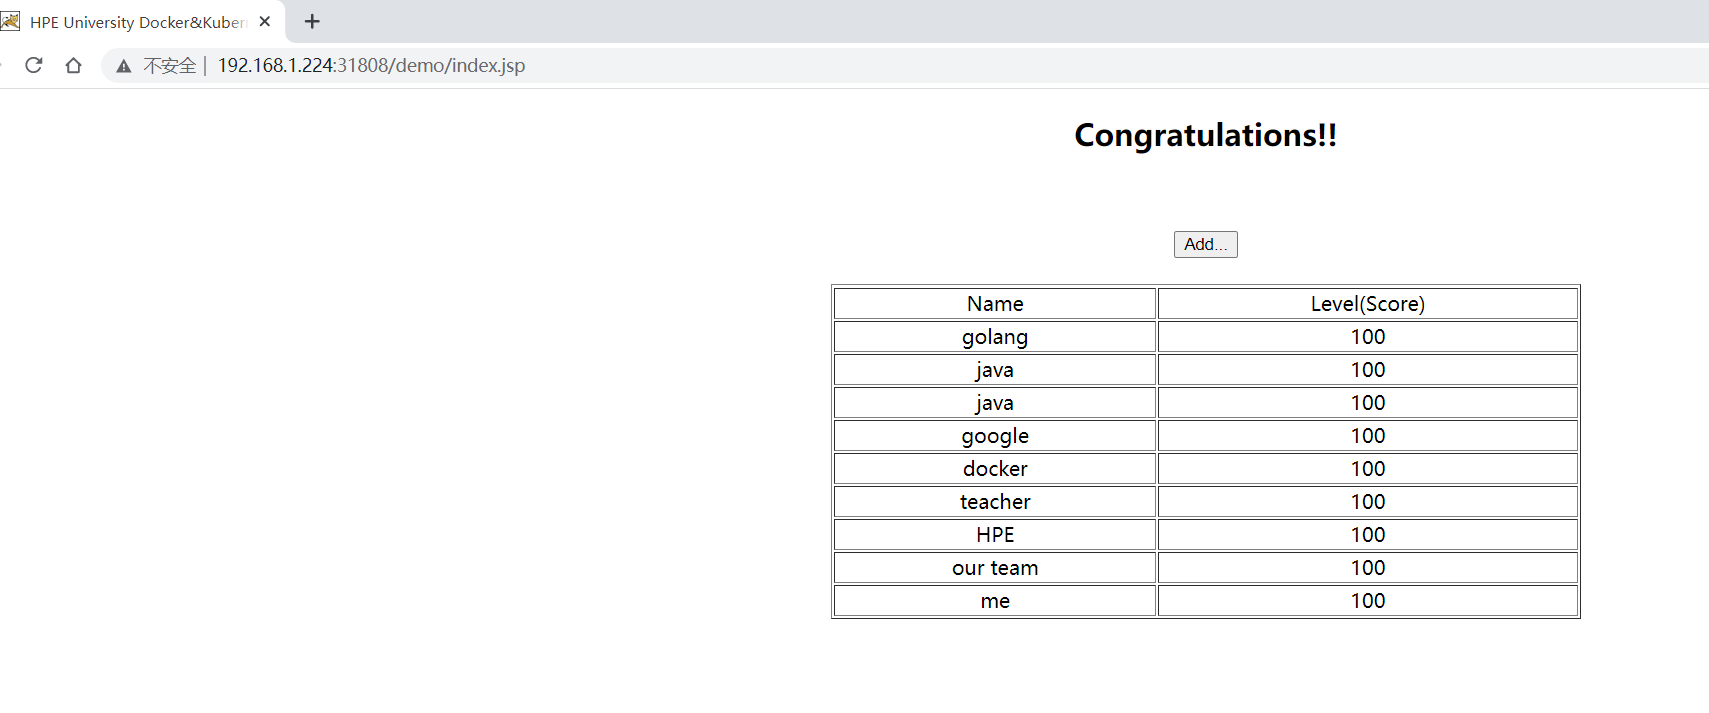 HPE University Docker&Kuber
不安全 | 192.168.1.224:31808/demo/index.jsp
Congratulations!!
Add...
Name Level(Score)
golang 100
java 100
java 100
google 100
docker 100
teacher 100
HPE 100
our team 100
me 100